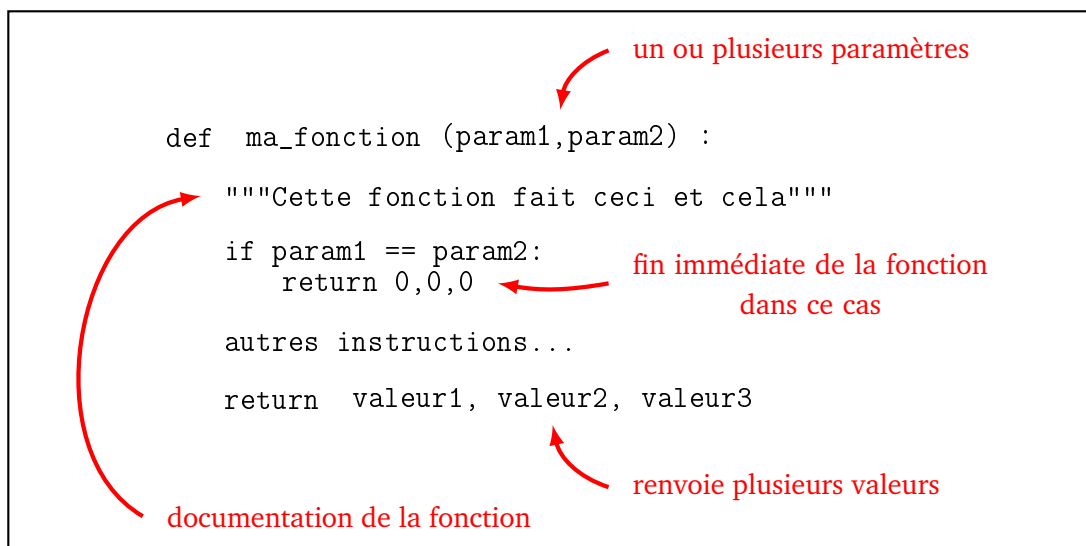 un ou plusieurs paramètres
def ma_fonction (param1,param2) :
"""Cette fonction fait ceci et cela"""
if param1 == param2:
return 0,0,0
fin immédiate de la fonction
dans ce cas
autres instructions...
return valeur1, valeur2, valeur3
renvoie plusieurs valeurs
documentation de la fonction